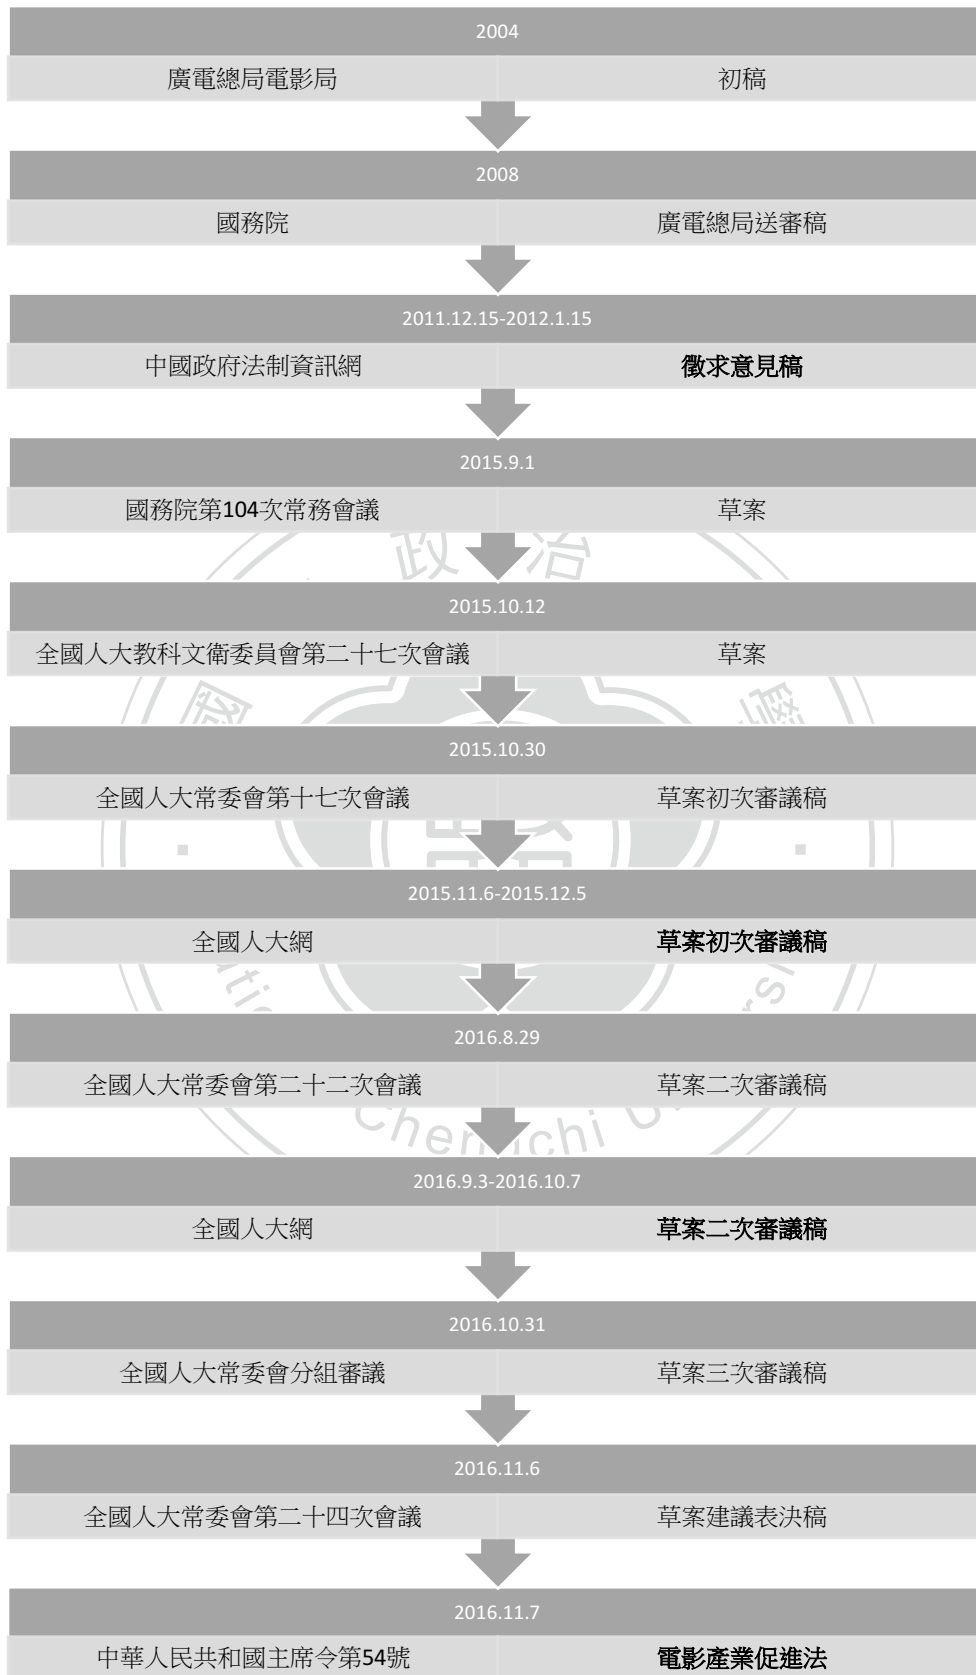 2004
廣電總局電影局 初稿
2008
國務院 廣電總局送審稿
2011.12.15-2012.1.15
中國政府法制資訊網 徵求意見稿
2015.9.1
國務院第104次常務會議 草案
政 治
2015.10.12
全國人大教科文衛委員會第二十七次會議 草案
國 學
2015.10.30
全國人大常委會第十七次會議 草案初次審議稿
2015.11.6-2015.12.5
全國人大網 草案初次審議稿
2016.8.29
全國人大常委會第二十二次會議 草案二次審議稿
2016.9.3-2016.10.7
全國人大網 草案二次審議稿
2016.10.31
全國人大常委會分組審議 草案三次審議稿
2016.11.6
全國人大常委會第二十四次會議 草案建議表決稿
2016.11.7
中華人民共和國主席令第54號 電影產業促進法